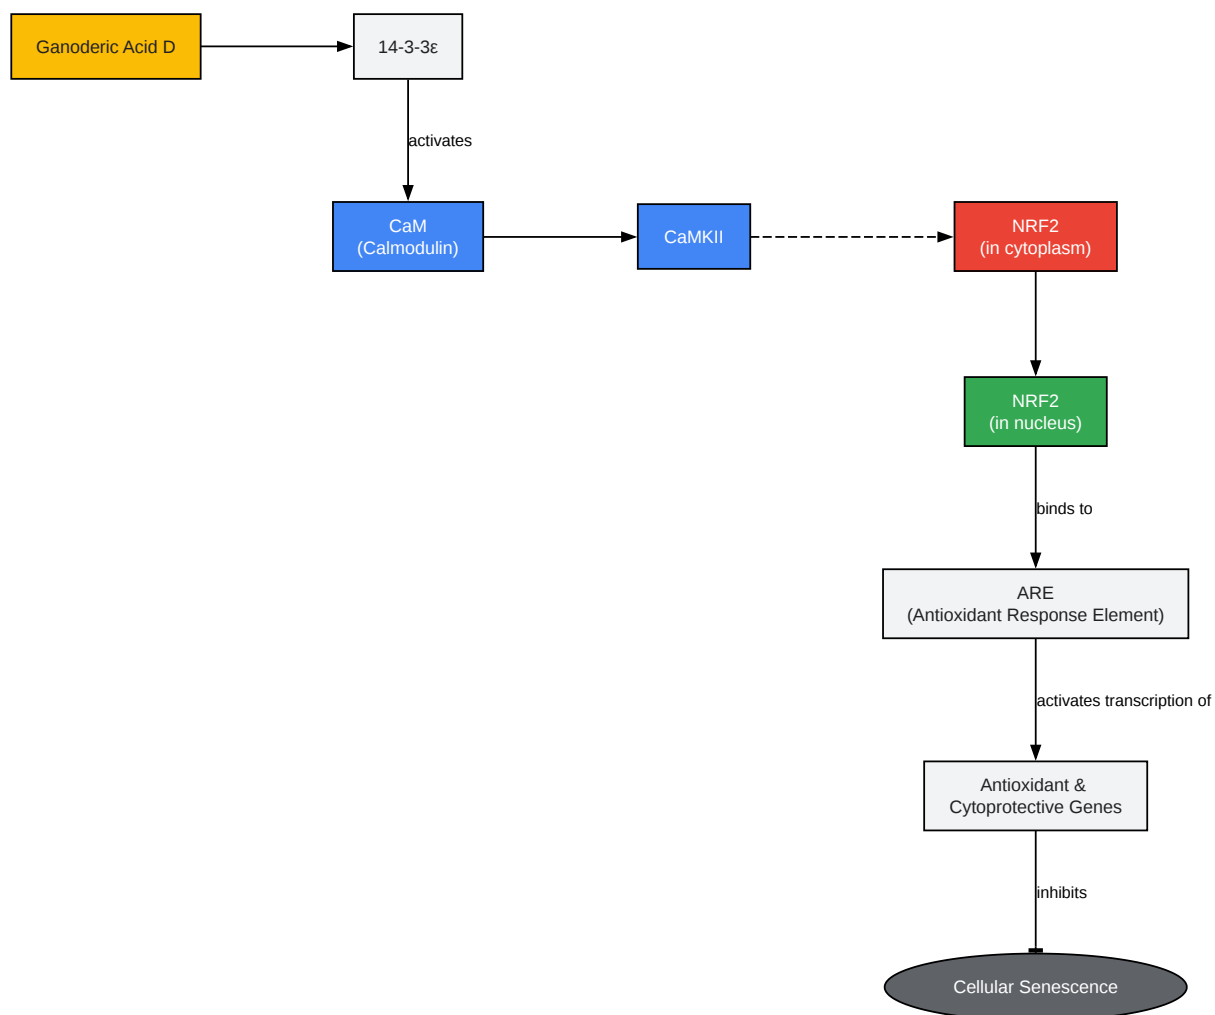 Ganoderic Acid D
14-3-3ε
activates
CaM
(Calmodulin)
CaMKII
NRF2
(in cytoplasm)
NRF2
(in nucleus)
binds to
ARE
(Antioxidant Response Element)
activates transcription of
Antioxidant &
Cytoprotective Genes
inhibits
Cellular Senescence